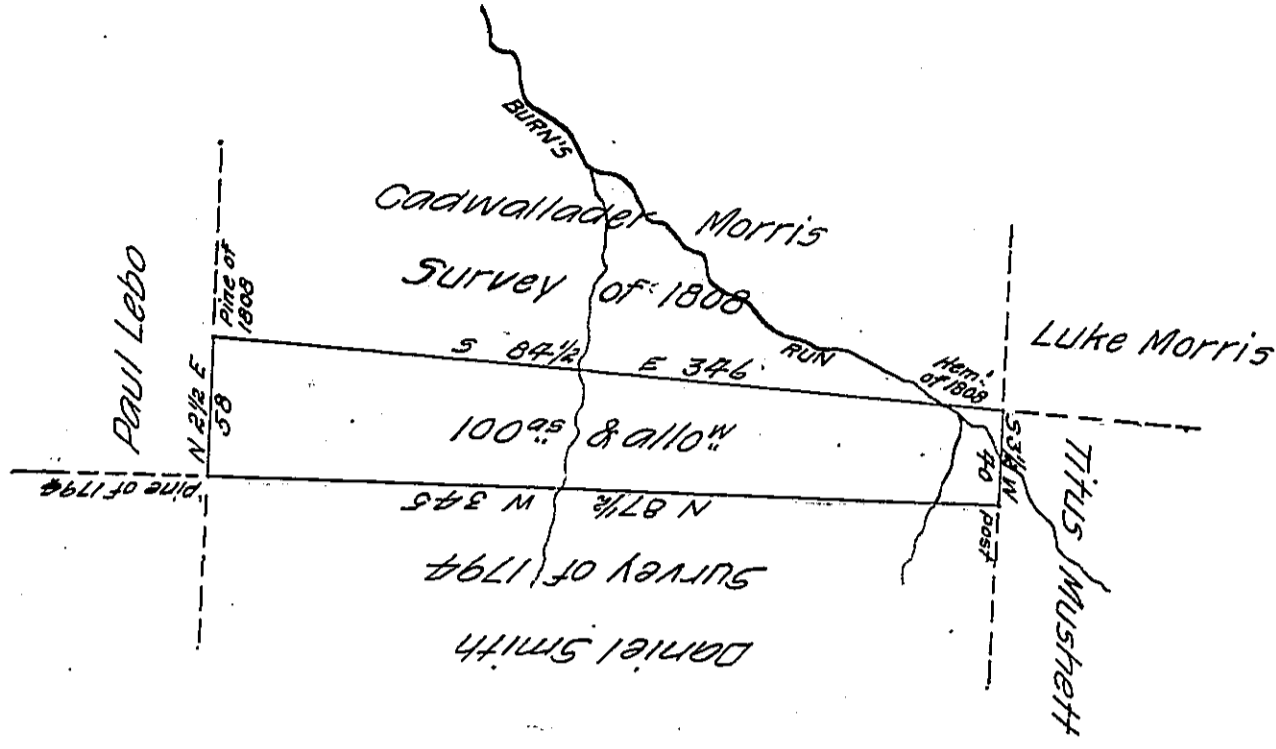 BURN'S
Cadwallader Morris
Survey of 1808
RUN
Luke Morris
Paul Lebo
Pine of
1808
N 2½ E
58
S 84½ E 346
Hem.
of 1808
100 as & allow
S 3½ W
40
Titus Mushett
pine of 1794
N 87½ W 345
post
Survey of 1794
Daniel Smith